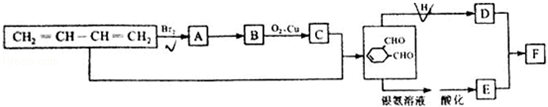 CH₂=CH-CH=CH₂ Br₂ A B O₂·Cu C CHO CHO H₂ D F
银氨溶液 酸化 E